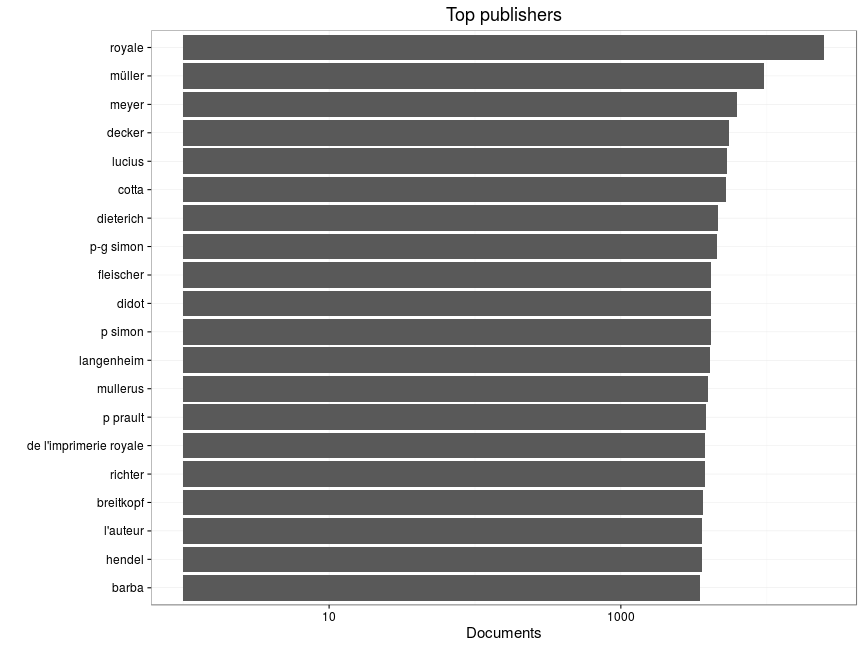 Top publishers
royale
müller
meyer
decker
lucius
cotta
dieterich
p-g simon
fleischer
didot
p simon
langenheim
mullerus
p prault
de l'imprimerie royale
richter
breitkopf
l'auteur
hendel
barba
10 1000
Documents